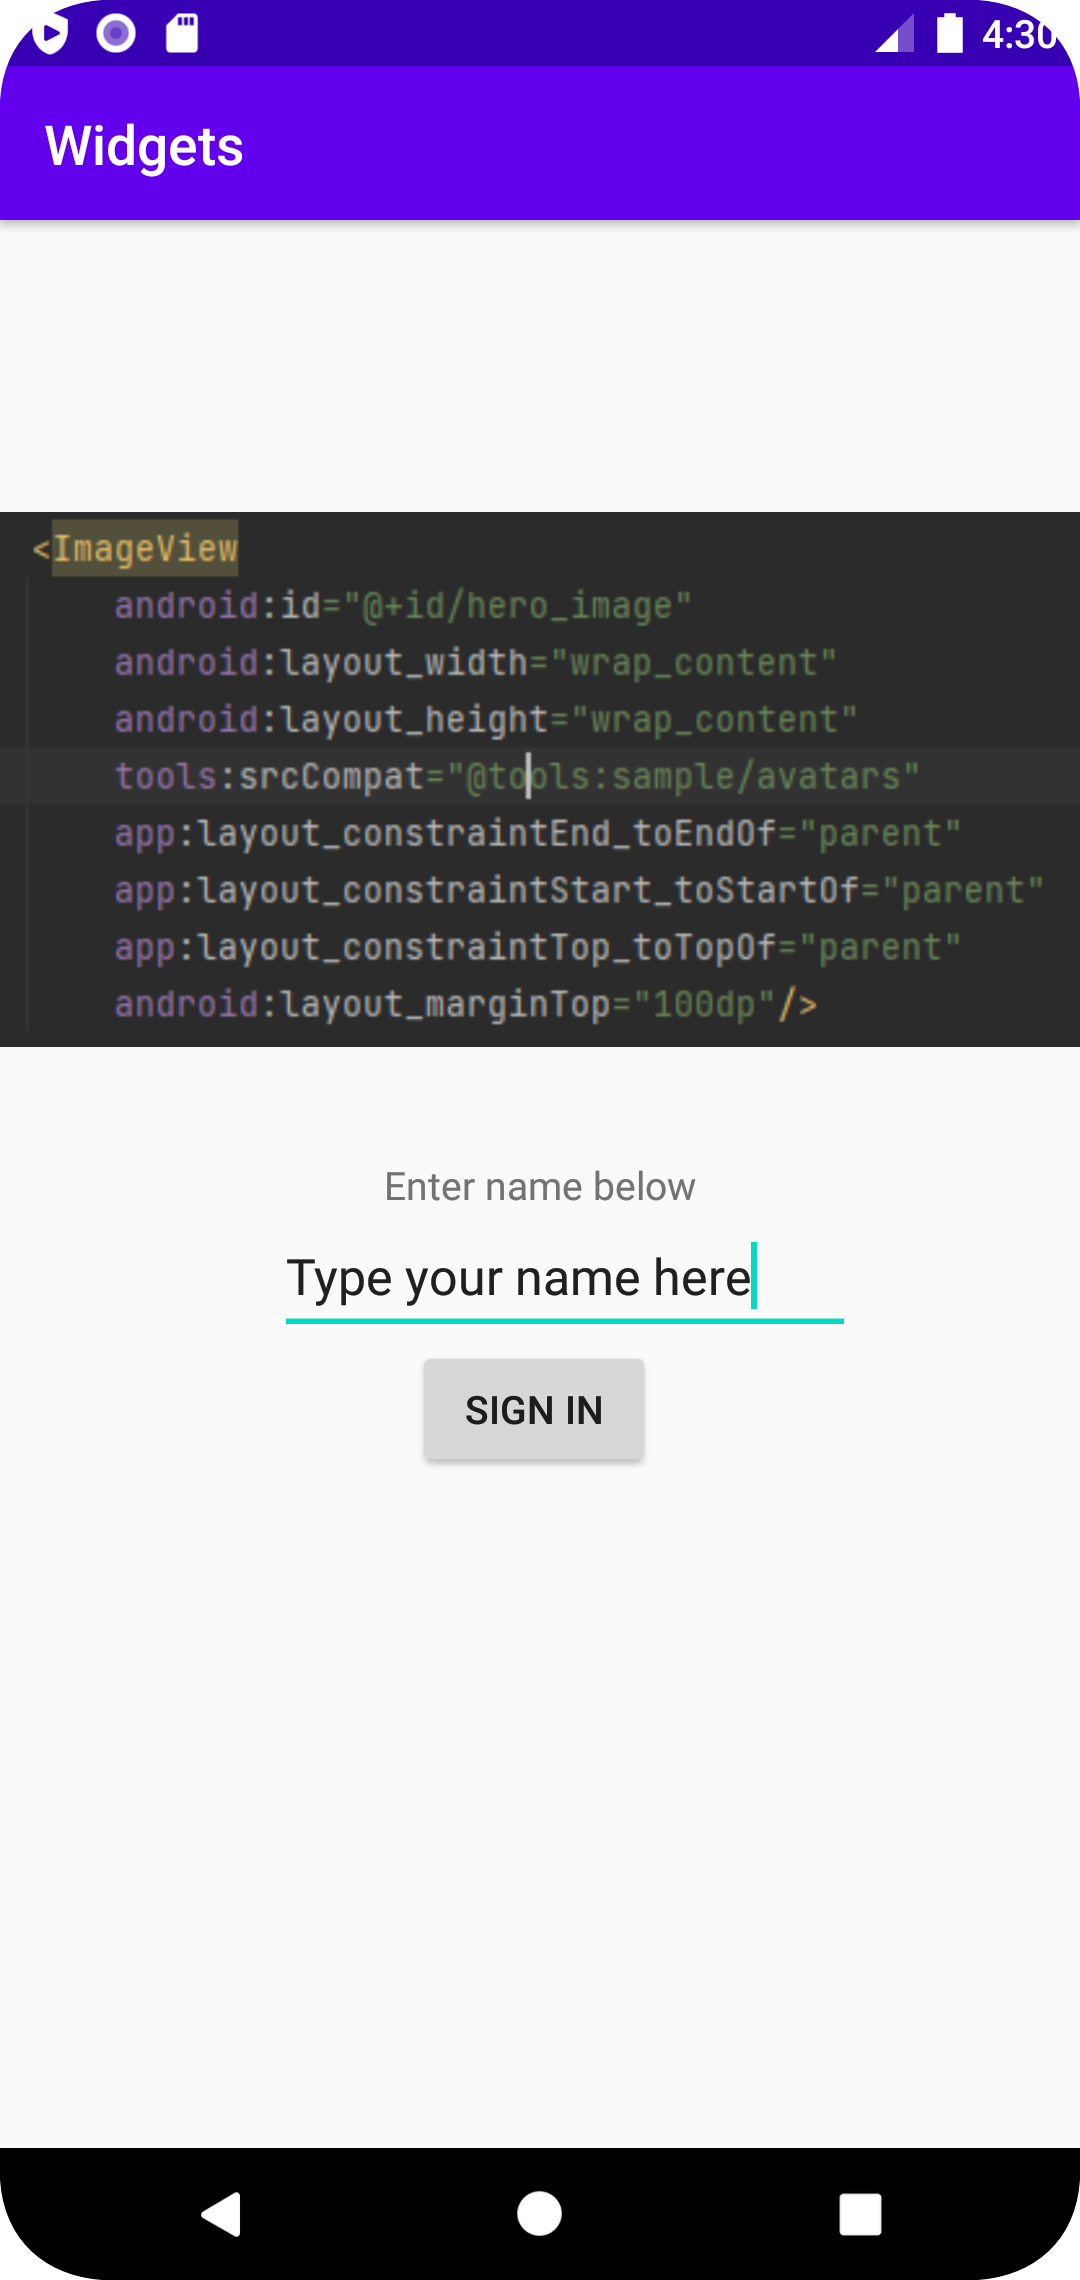 4:30
Widgets
<ImageView
android:id="@+id/hero_image"
android:layout_width="wrap_content"
android:layout_height="wrap_content"
tools:srcCompat="@tools:sample/avatars"
app:layout_constraintEnd_toEndOf="parent"
app:layout_constraintStart_toStartOf="parent"
app:layout_constraintTop_toTopOf="parent"
android:layout_marginTop="100dp"/>
Enter name below
Type your name here
SIGN IN